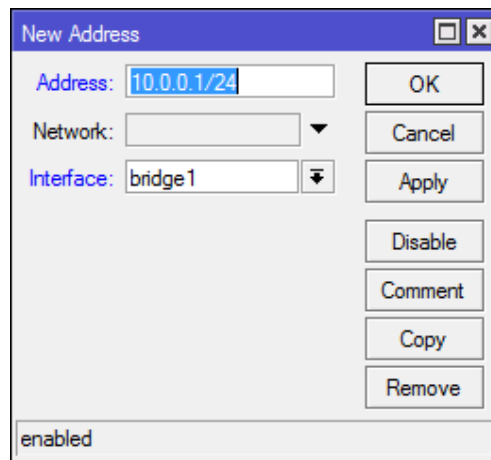 New Address
Address: 10.0.0.1/24
OK
Network:
Cancel
Interface: bridge1
Apply
Disable
Comment
Copy
Remove
enabled